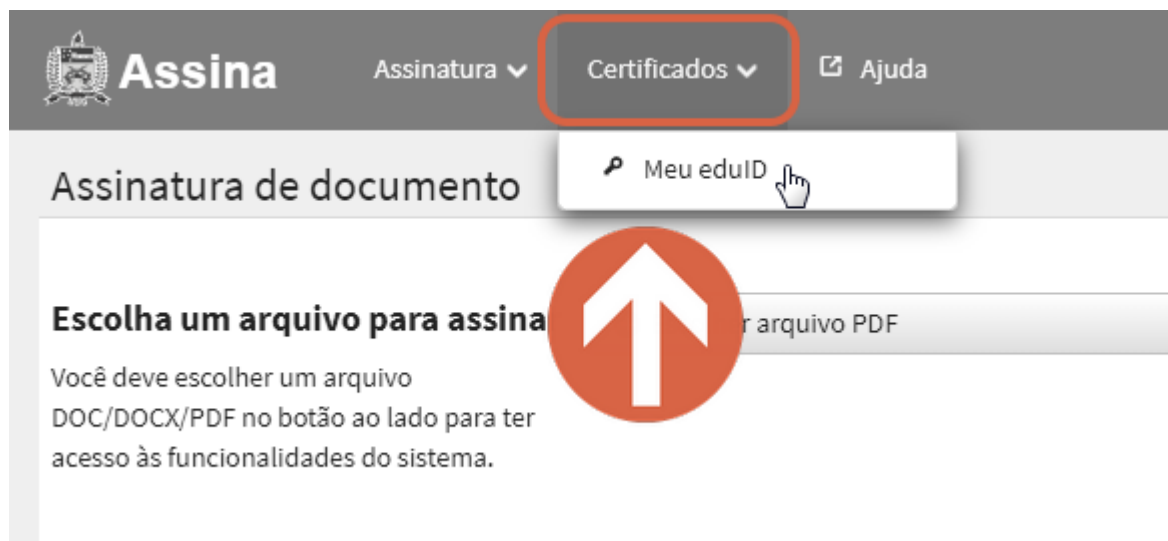 Assina
Assinatura
Certificados
Ajuda
Meu eduID
Assinatura de documento
Escolha um arquivo para assina
arquivo PDF
Você deve escolher um arquivo
DOC/DOCX/PDF no botão ao lado para ter
acesso às funcionalidades do sistema.